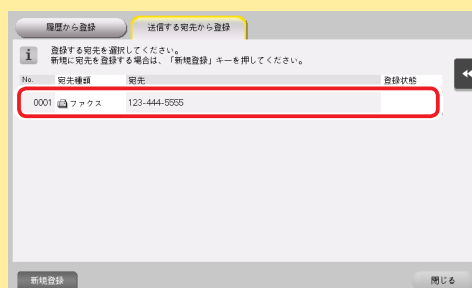 履歴から登録
送信する宛先から登録
登録する宛先を選択してください。
新規に宛先を登録する場合は、「新規登録」キーを押してください。
No. 宛先種類 宛先 登録状態
0001 ファクス 123-444-5555
新規登録
閉じる